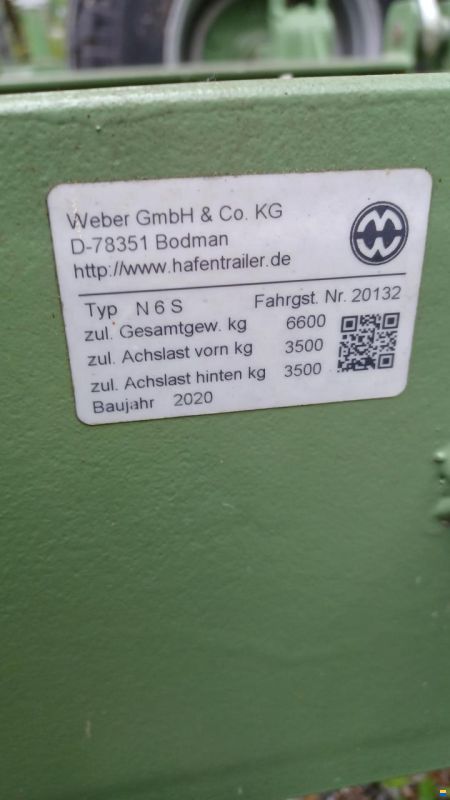 Weber GmbH & Co. KG
D-78351 Bodman
http://www.hafentrailer.de
Typ N 6 S Fahrgst. Nr. 20132
zul. Gesamtgew. kg 6600
zul. Achslast vorn kg 3500
zul. Achslast hinten kg 3500
Baujahr 2020